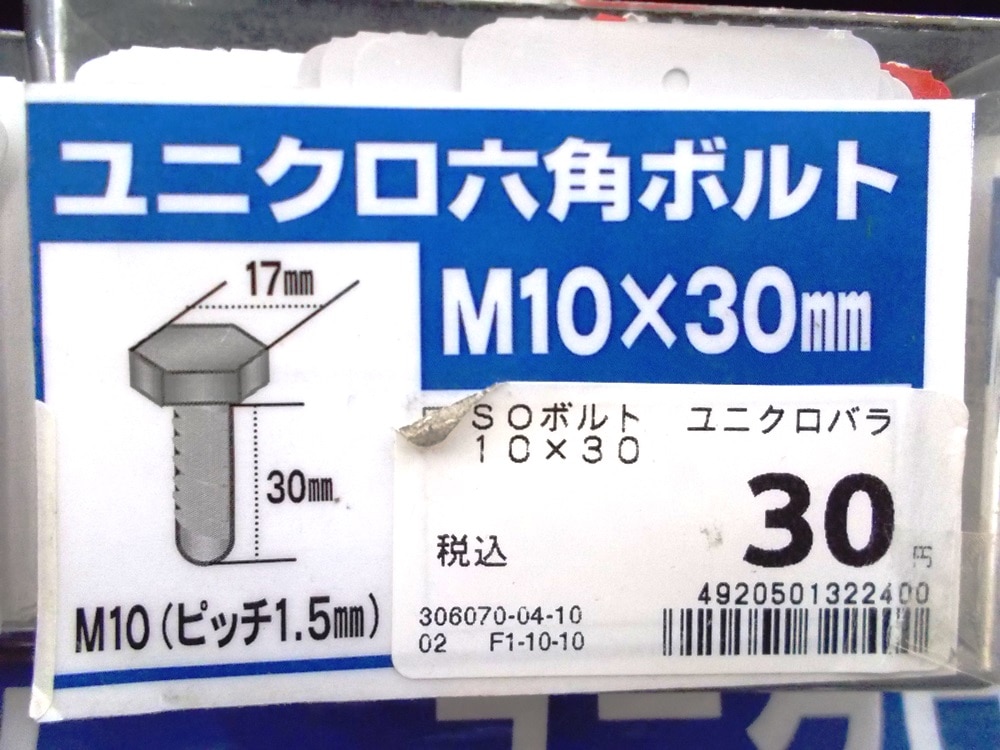 ユニクロ六角ボルト
M10×30mm
17mm
30mm
M10(ピッチ1.5mm)
SOボルト ユニクロバラ
10×30
30円
税込
4920501322400
306070-04-10
02 F1-10-10